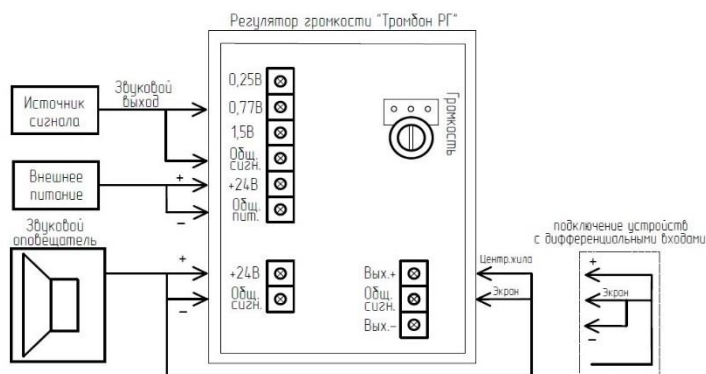 Регулятор громкости "Тромбон РГ"
Источник
сигнала
Звуковой
выход
Внешнее
питание
+
–
Звуковой
оповещатель
+
–
0,25В
0,77В
1,5В
Общ.
сигн.
+24В
Общ.
пит.
Громкость
+24В
Общ.
сигн.
Вых.+
Общ.
сигн.
Вых.–
Центр.жила
Экран
подключение устройств
с дифференциальными входами
+
Экран
–